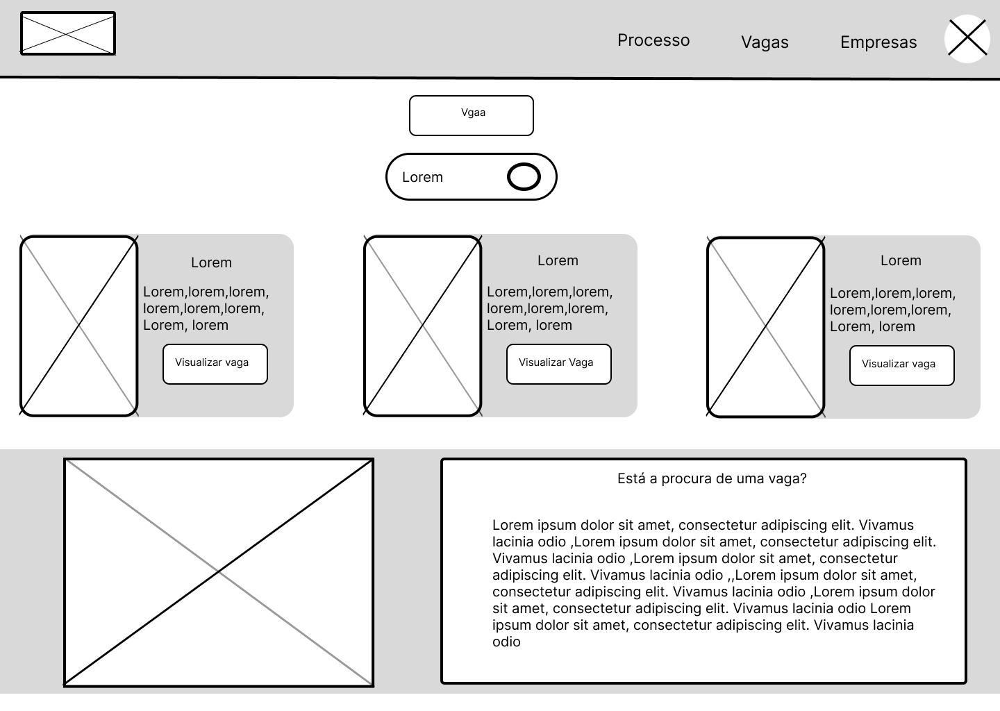 Processo
Vagas
Empresas
Vgaa
Lorem
Lorem
Lorem,lorem,lorem,
lorem,lorem,lorem,
Lorem, lorem
Visualizar vaga
Lorem
Lorem,lorem,lorem,
lorem,lorem,lorem,
Lorem, lorem
Visualizar Vaga
Lorem
Lorem,lorem,lorem,
lorem,lorem,lorem,
Lorem, lorem
Visualizar vaga
Está a procura de uma vaga?
Lorem ipsum dolor sit amet, consectetur adipiscing elit. Vivamus
lacinia odio ,Lorem ipsum dolor sit amet, consectetur adipiscing elit.
Vivamus lacinia odio ,Lorem ipsum dolor sit amet, consectetur
adipiscing elit. Vivamus lacinia odio ,,Lorem ipsum dolor sit amet,
consectetur adipiscing elit. Vivamus lacinia odio ,Lorem ipsum dolor
sit amet, consectetur adipiscing elit. Vivamus lacinia odio Lorem
ipsum dolor sit amet, consectetur adipiscing elit. Vivamus lacinia
odio